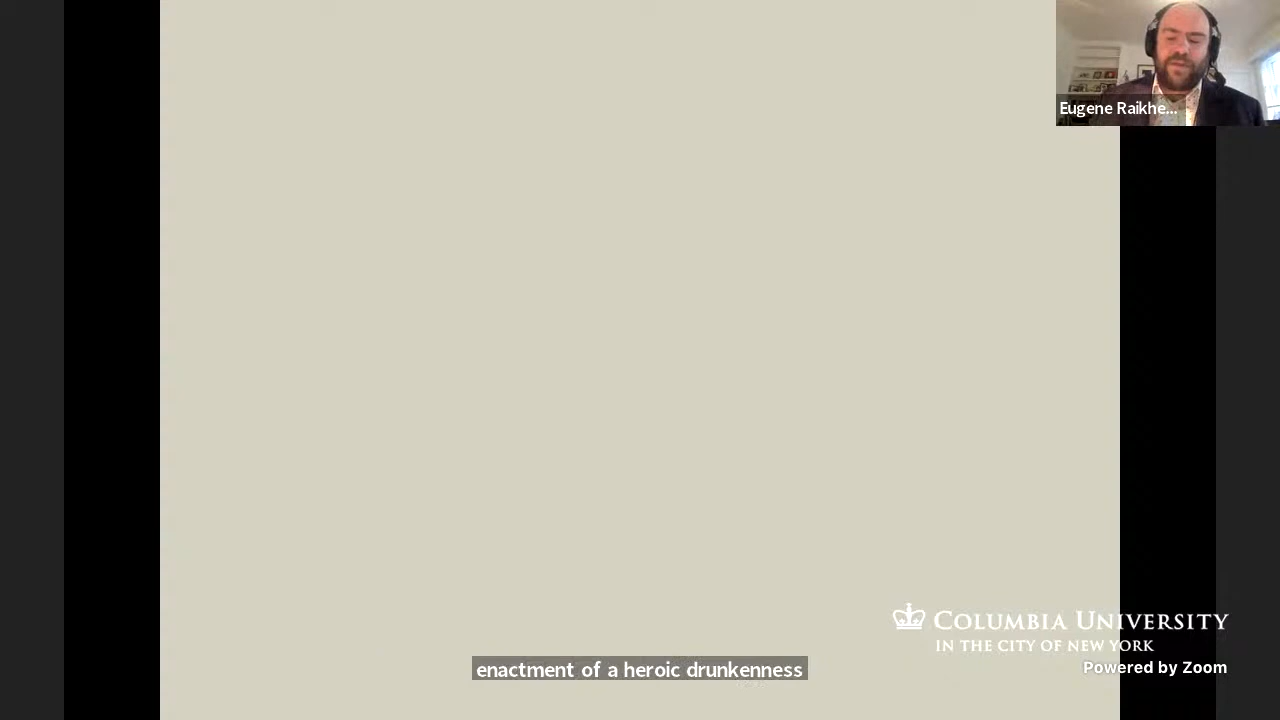 Eugene Raikhe...
COLUMBIA UNIVERSITY
IN THE CITY OF NEW YORK
enactment of a heroic drunkenness
Powered by Zoom